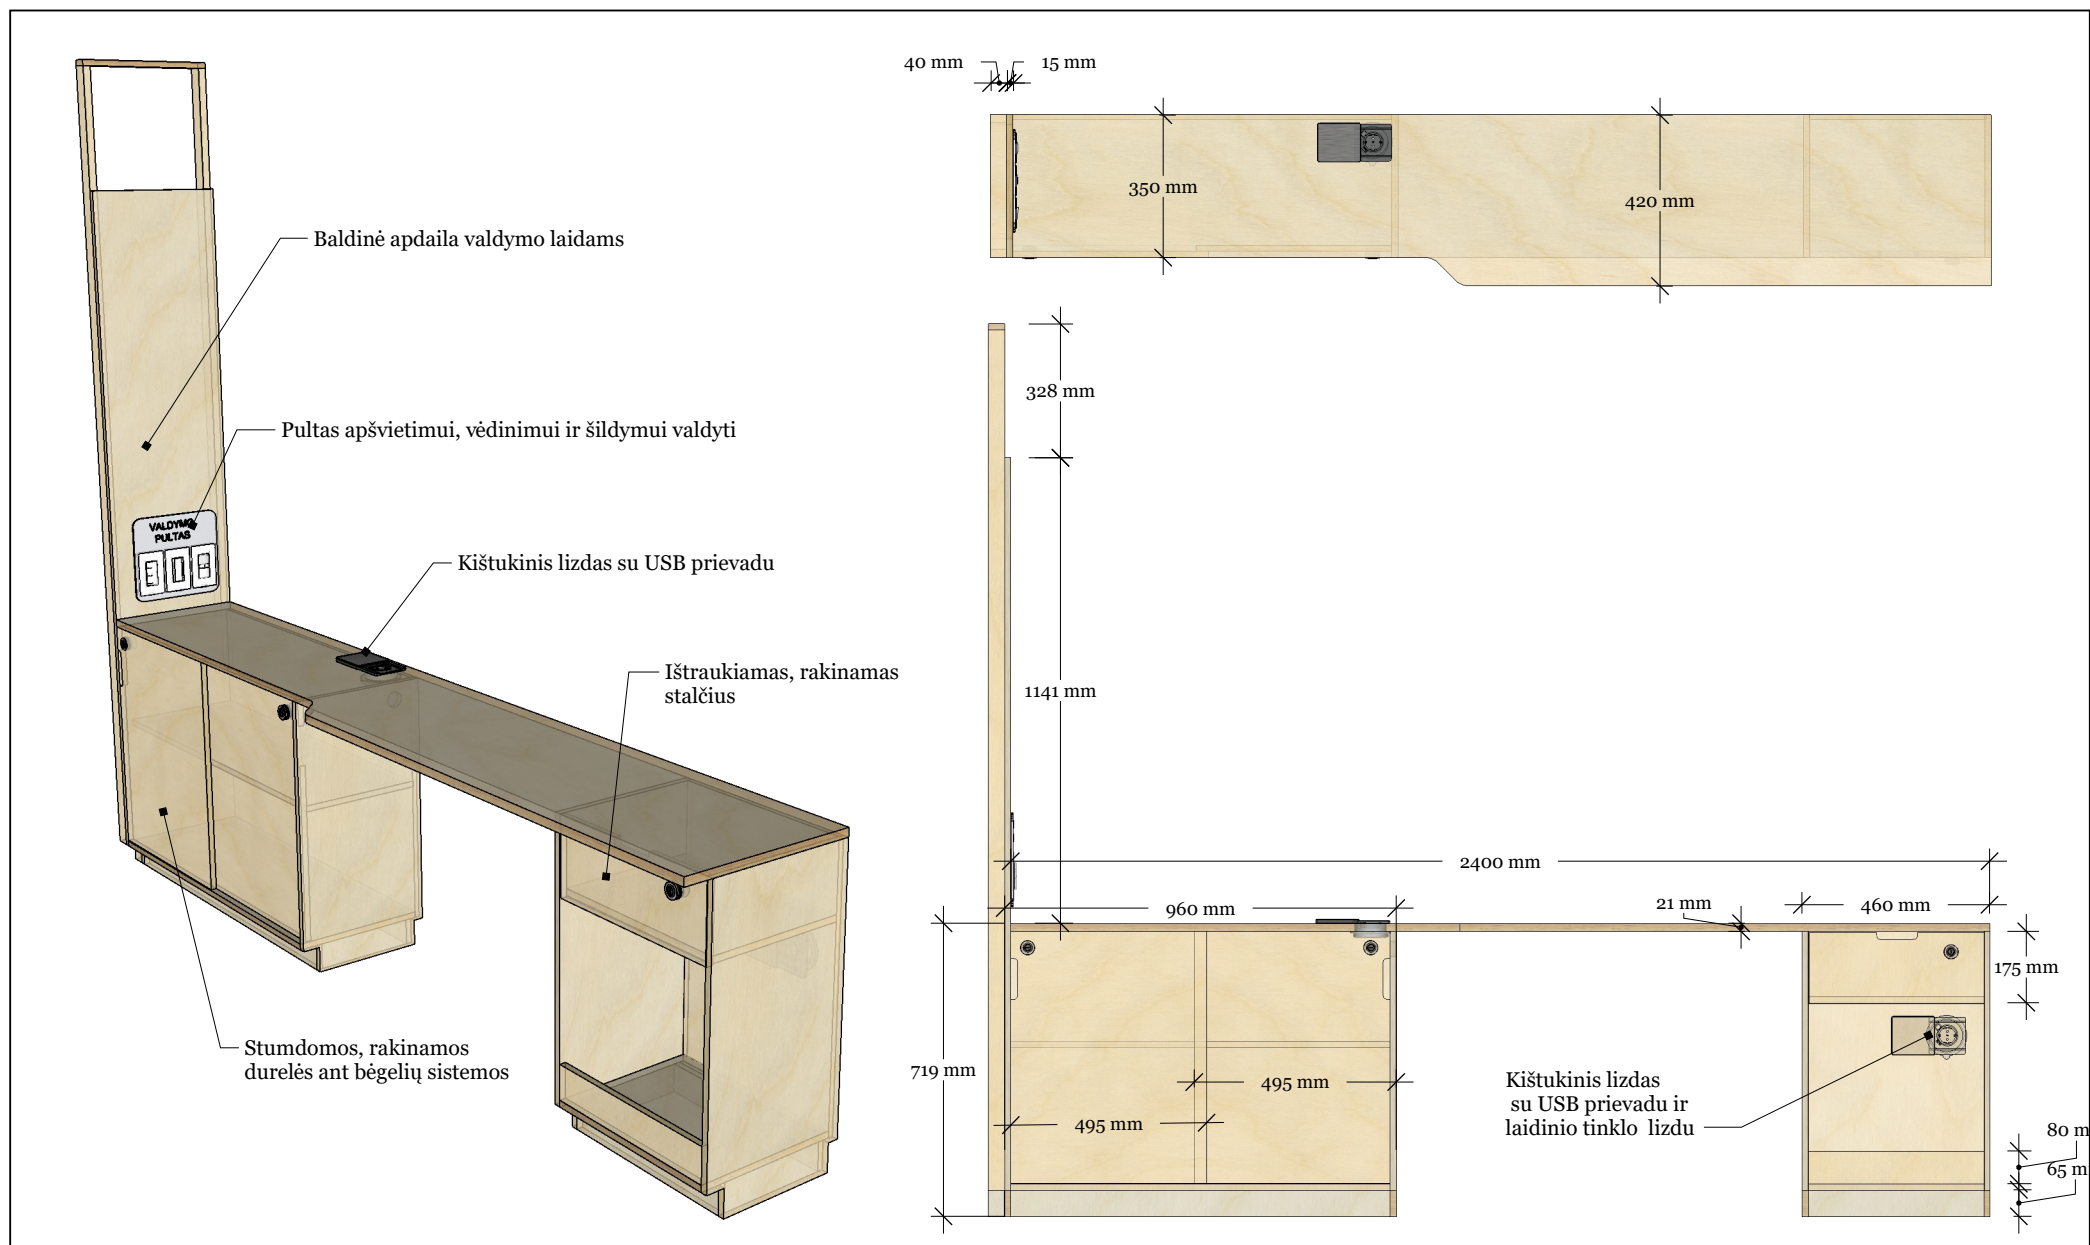 40 mm
15 mm
350 mm
420 mm
Baldinė apdaila valdymo laidams
328 mm
Pultas apšvietimui, vėdinimui ir šildymui valdyti
VALDYMO
PULTAS
Kištukinis lizdas su USB prievadu
Ištraukiamas, rakinamas
stalčius
1141 mm
2400 mm
960 mm
21 mm
460 mm
175 mm
Stumdomos, rakinamos
durelės ant bėgelių sistemos
719 mm
495 mm
495 mm
Kištukinis lizdas
su USB prievadu ir
laidinio tinklo lizdu
80 m
65 m